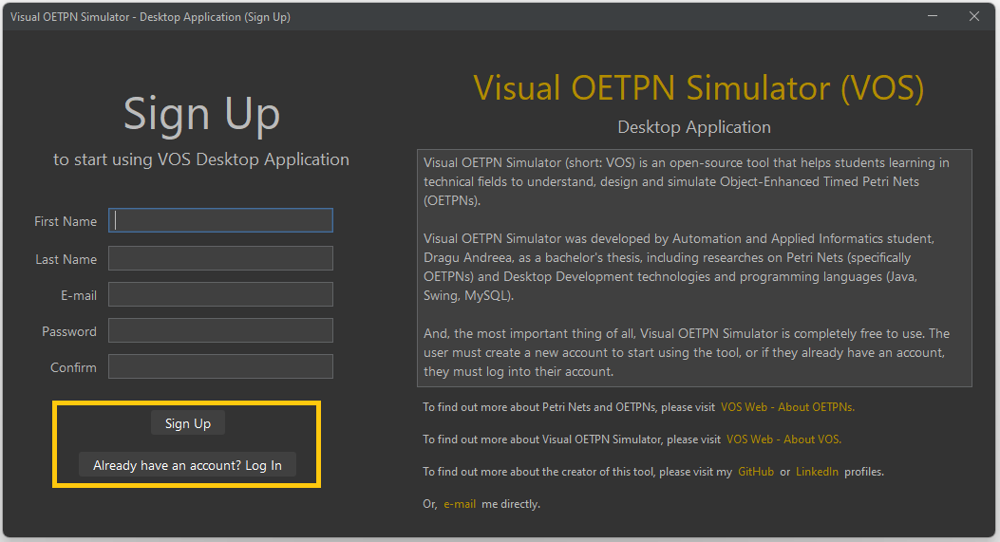 Visual OETPN Simulator - Desktop Application (Sign Up)
Sign Up
to start using VOS Desktop Application
First Name
Last Name
E-mail
Password
Confirm
Sign Up
Already have an account? Log In
Visual OETPN Simulator (VOS)
Desktop Application
Visual OETPN Simulator (short: VOS) is an open-source tool that helps students learning in
technical fields to understand, design and simulate Object-Enhanced Timed Petri Nets
(OETPNs).
Visual OETPN Simulator was developed by Automation and Applied Informatics student,
Dragu Andreea, as a bachelor's thesis, including researches on Petri Nets (specifically
OETPNs) and Desktop Development technologies and programming languages (Java,
Swing, MySQL).
And, the most important thing of all, Visual OETPN Simulator is completely free to use. The
user must create a new account to start using the tool, or if they already have an account,
they must log into their account.
To find out more about Petri Nets and OETPNs, please visit VOS Web - About OETPNs.
To find out more about Visual OETPN Simulator, please visit VOS Web - About VOS.
To find out more about the creator of this tool, please visit my GitHub or LinkedIn profiles.
Or, e-mail me directly.